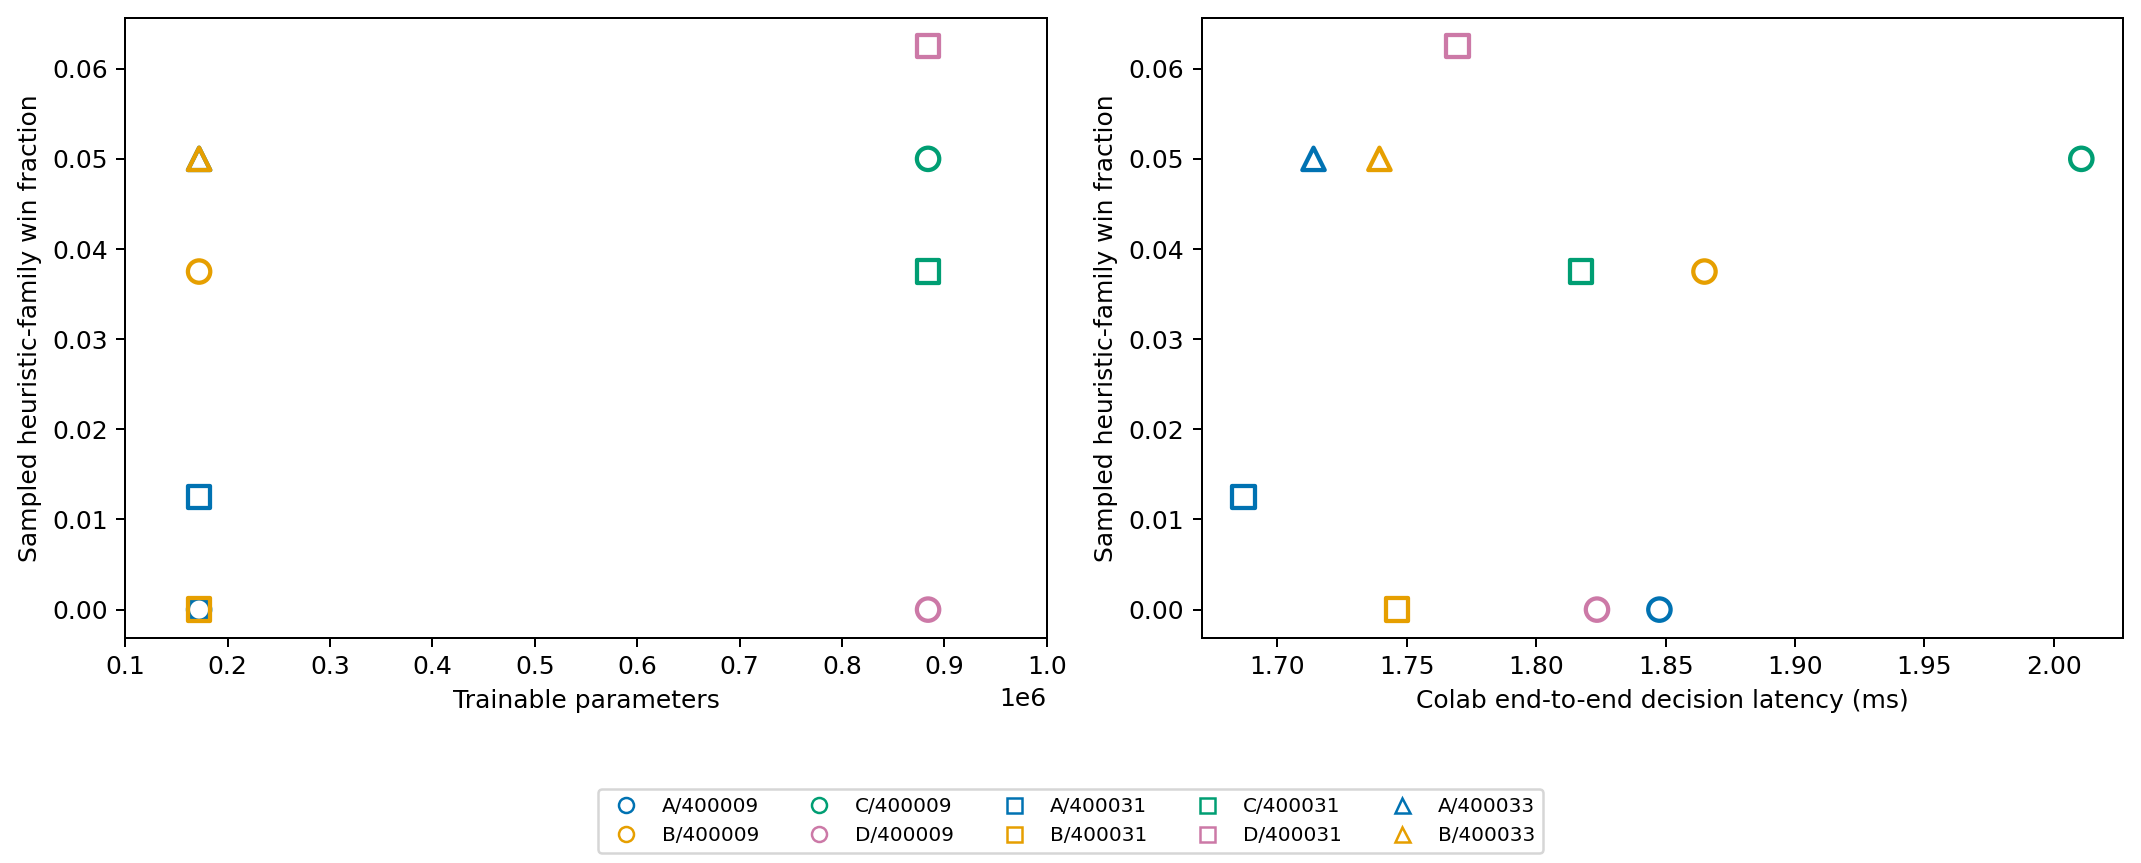 Sampled heuristic-family win fraction
0.06
0.05
0.04
0.03
0.02
0.01
0.00
0.1 0.2 0.3 0.4 0.5 0.6 0.7 0.8 0.9 1.0
1e6
Trainable parameters
Sampled heuristic-family win fraction
0.06
0.05
0.04
0.03
0.02
0.01
0.00
1.70 1.75 1.80 1.85 1.90 1.95 2.00
Colab end-to-end decision latency (ms)
A/400009 C/400009 A/400031 C/400031 A/400033
B/400009 D/400009 B/400031 D/400031 B/400033